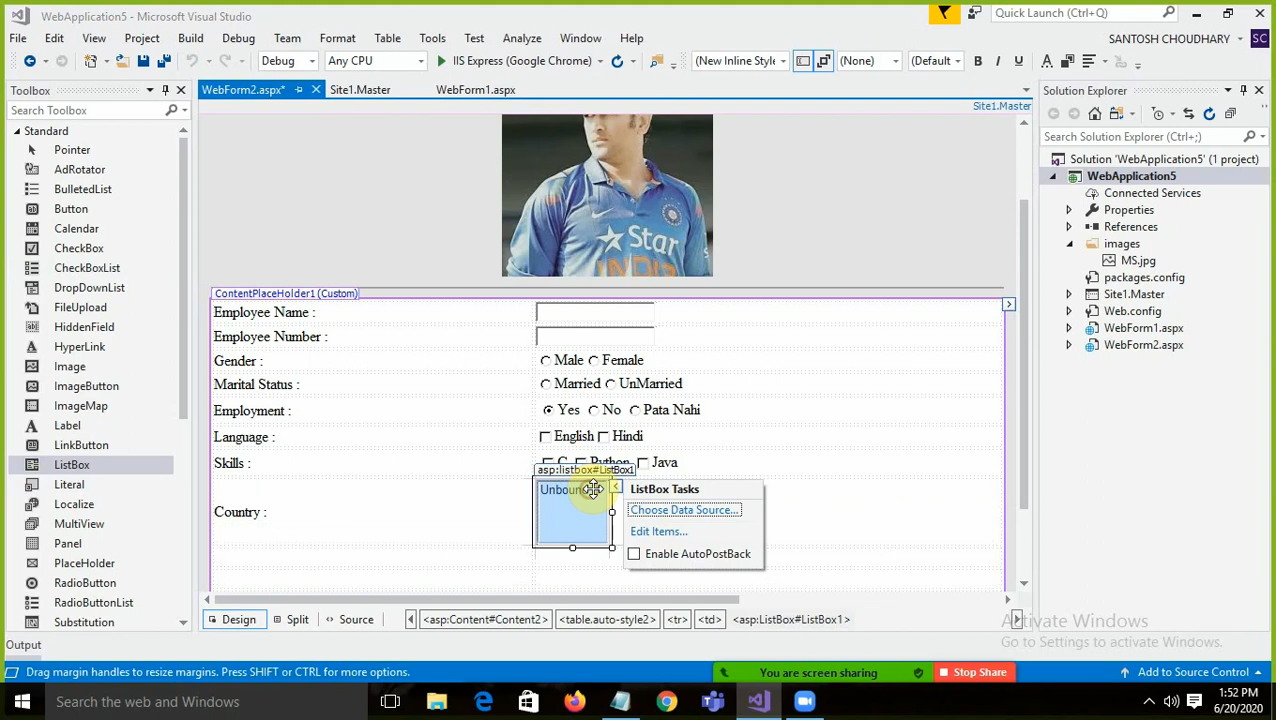 WebApplication5 - Microsoft Visual Studio
Quick Launch (Ctrl+Q)
File Edit View Project Build Debug Team Format Table Tools Test Analyze Window Help
SANTOSH CHOUDHARY SC
Debug Any CPU IIS Express (Google Chrome) (New Inline Style (None) (Default B I A
Toolbox
WebForm2.aspx* Site1.Master WebForm1.aspx
Solution Explorer
Search Toolbox
Site1.Master
Search Solution Explorer (Ctrl+;)
Standard
Pointer
AdRotator
BulletedList
Button
Calendar
CheckBox
CheckBoxList
DropDownList
FileUpload
HiddenField
HyperLink
Image
ImageButton
ImageMap
Label
LinkButton
ListBox
Literal
Localize
MultiView
Panel
PlaceHolder
RadioButton
RadioButtonList
Substitution
Star
INDIA
ContentPlaceHolder1 (Custom)
Employee Name :
Employee Number :
Gender : Male Female
Marital Status : Married UnMarried
Employment : Yes No Pata Nahi
Language : English Hindi
Skills : C Python Java
asp:listbox#ListBox1
Country :
ListBox Tasks
Choose Data Source...
Edit Items...
Enable AutoPostBack
Solution 'WebApplication5' (1 project)
WebApplication5
Connected Services
Properties
References
images
MS.jpg
packages.config
Site1.Master
Web.config
WebForm1.aspx
WebForm2.aspx
Design Split Source <asp:Content#Content2> <table.auto-style2> <tr> <td> <asp:ListBox#ListBox1>
Activate Windows
Go to Settings to activate Windows.
Output
Drag margin handles to resize margins. Press SHIFT or CTRL for more options.
You are screen sharing Stop Share
Add to Source Control
Search the web and Windows
1:52 PM
6/20/2020